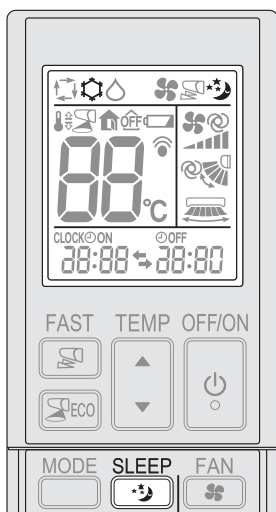 OFF
88°C
CLOCK ON OFF
88:88 88:80
FAST TEMP OFF/ON
ECO
MODE SLEEP FAN